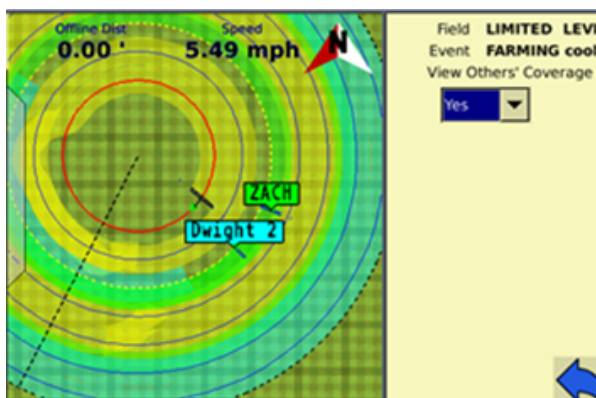 Offline Dist
0.00 '
Speed
5.49 mph
N
ZACH
Dwight 2
Field LIMITED LEV
Event FARMING cool
View Others' Coverage
Yes